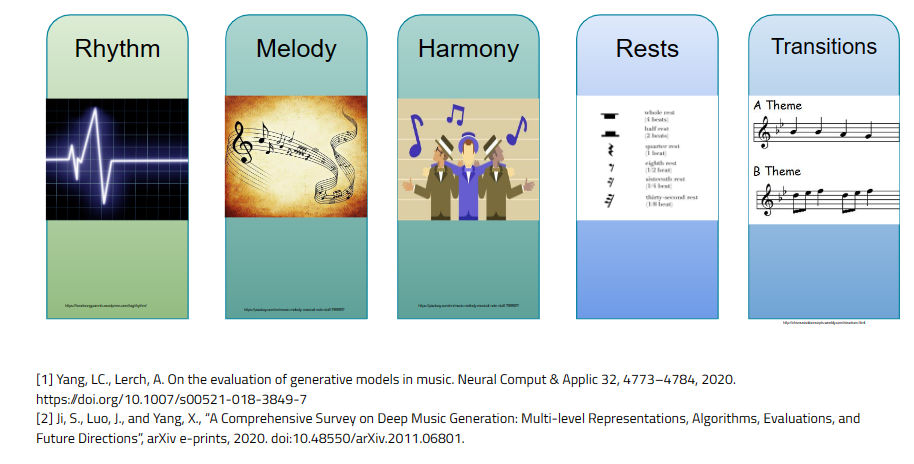 Rhythm
Melody
Harmony
Rests
Transitions
whole rest
(4 beats)
half rest
(2 beats)
quarter rest
(1 beat)
eighth rest
(1/2 beat)
sixteenth rest
(1/4 beat)
thirty-second rest
(1/8 beat)
A Theme
B Theme
[1] Yang, LC., Lerch, A. On the evaluation of generative models in music. Neural Comput & Applic 32, 4773–4784, 2020.
https://doi.org/10.1007/s00521-018-3849-7
[2] Ji, S., Luo, J., and Yang, X., “A Comprehensive Survey on Deep Music Generation: Multi-level Representations, Algorithms, Evaluations, and
Future Directions”, arXiv e-prints, 2020. doi:10.48550/arXiv.2011.06801.